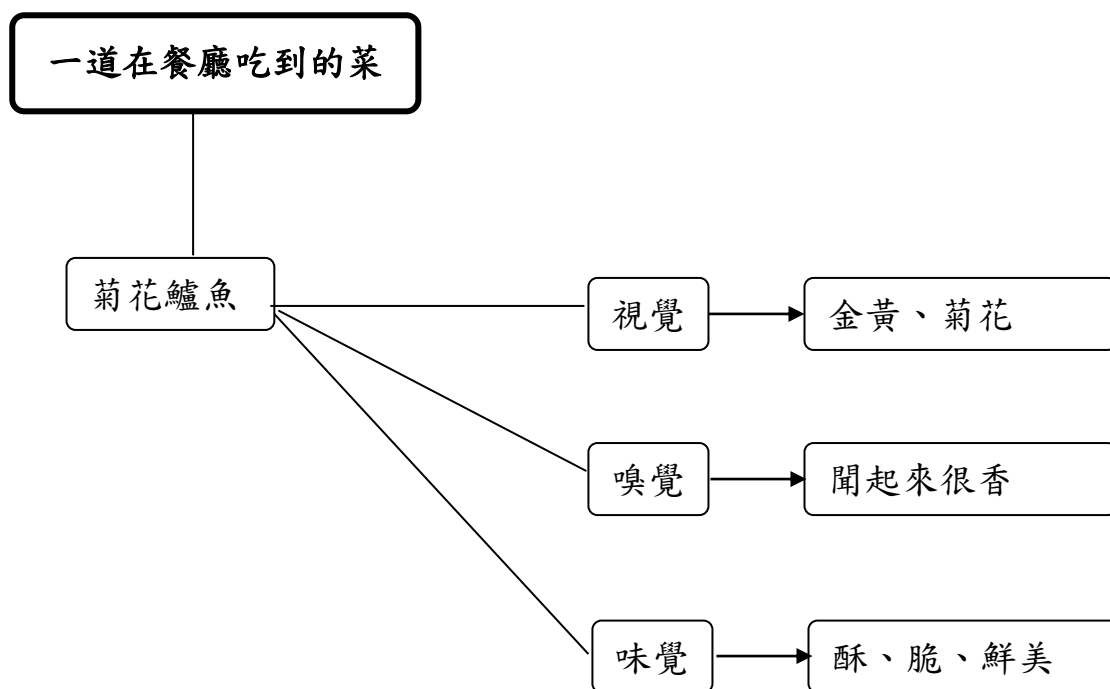 一道在餐廳吃到的菜
菊花鱸魚
視覺
金黃、菊花
嗅覺
聞起來很香
味覺
酥、脆、鮮美